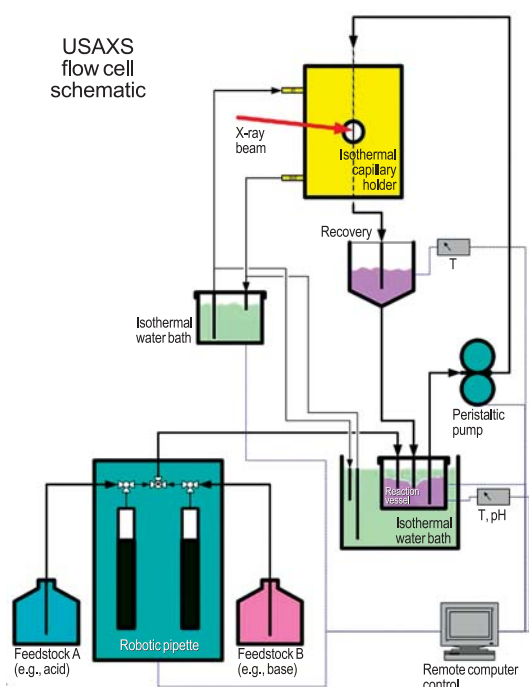 USAXS
flow cell
schematic
X-ray
beam
Isothermal
capillary
holder
Recovery
T
Isothermal
water bath
Peristaltic
pump
Reaction
vessel
T, pH
Isothermal
water bath
Feedstock A
(e.g., acid)
Robotic pipette
Feedstock B
(e.g., base)
Remote computer
control